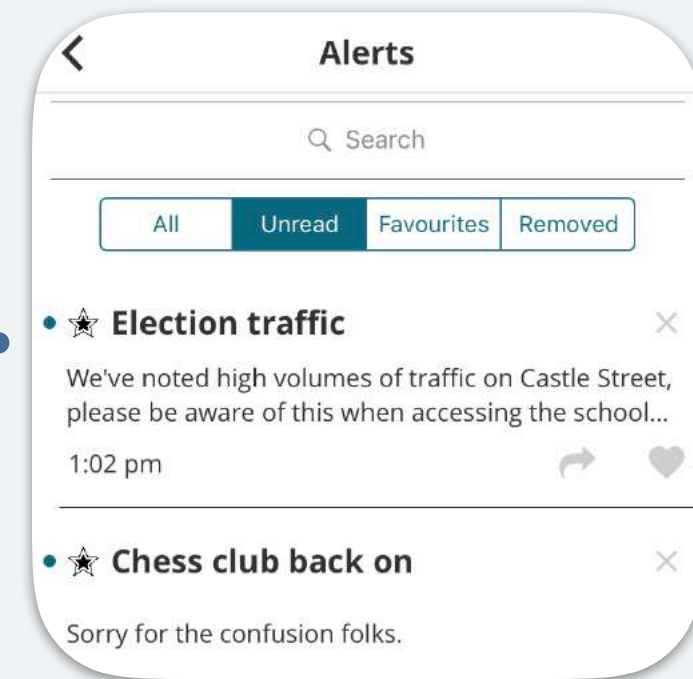 Alerts
Search
All Unread Favourites Removed
Election traffic
We've noted high volumes of traffic on Castle Street,
please be aware of this when accessing the school...
1:02 pm
Chess club back on
Sorry for the confusion folks.